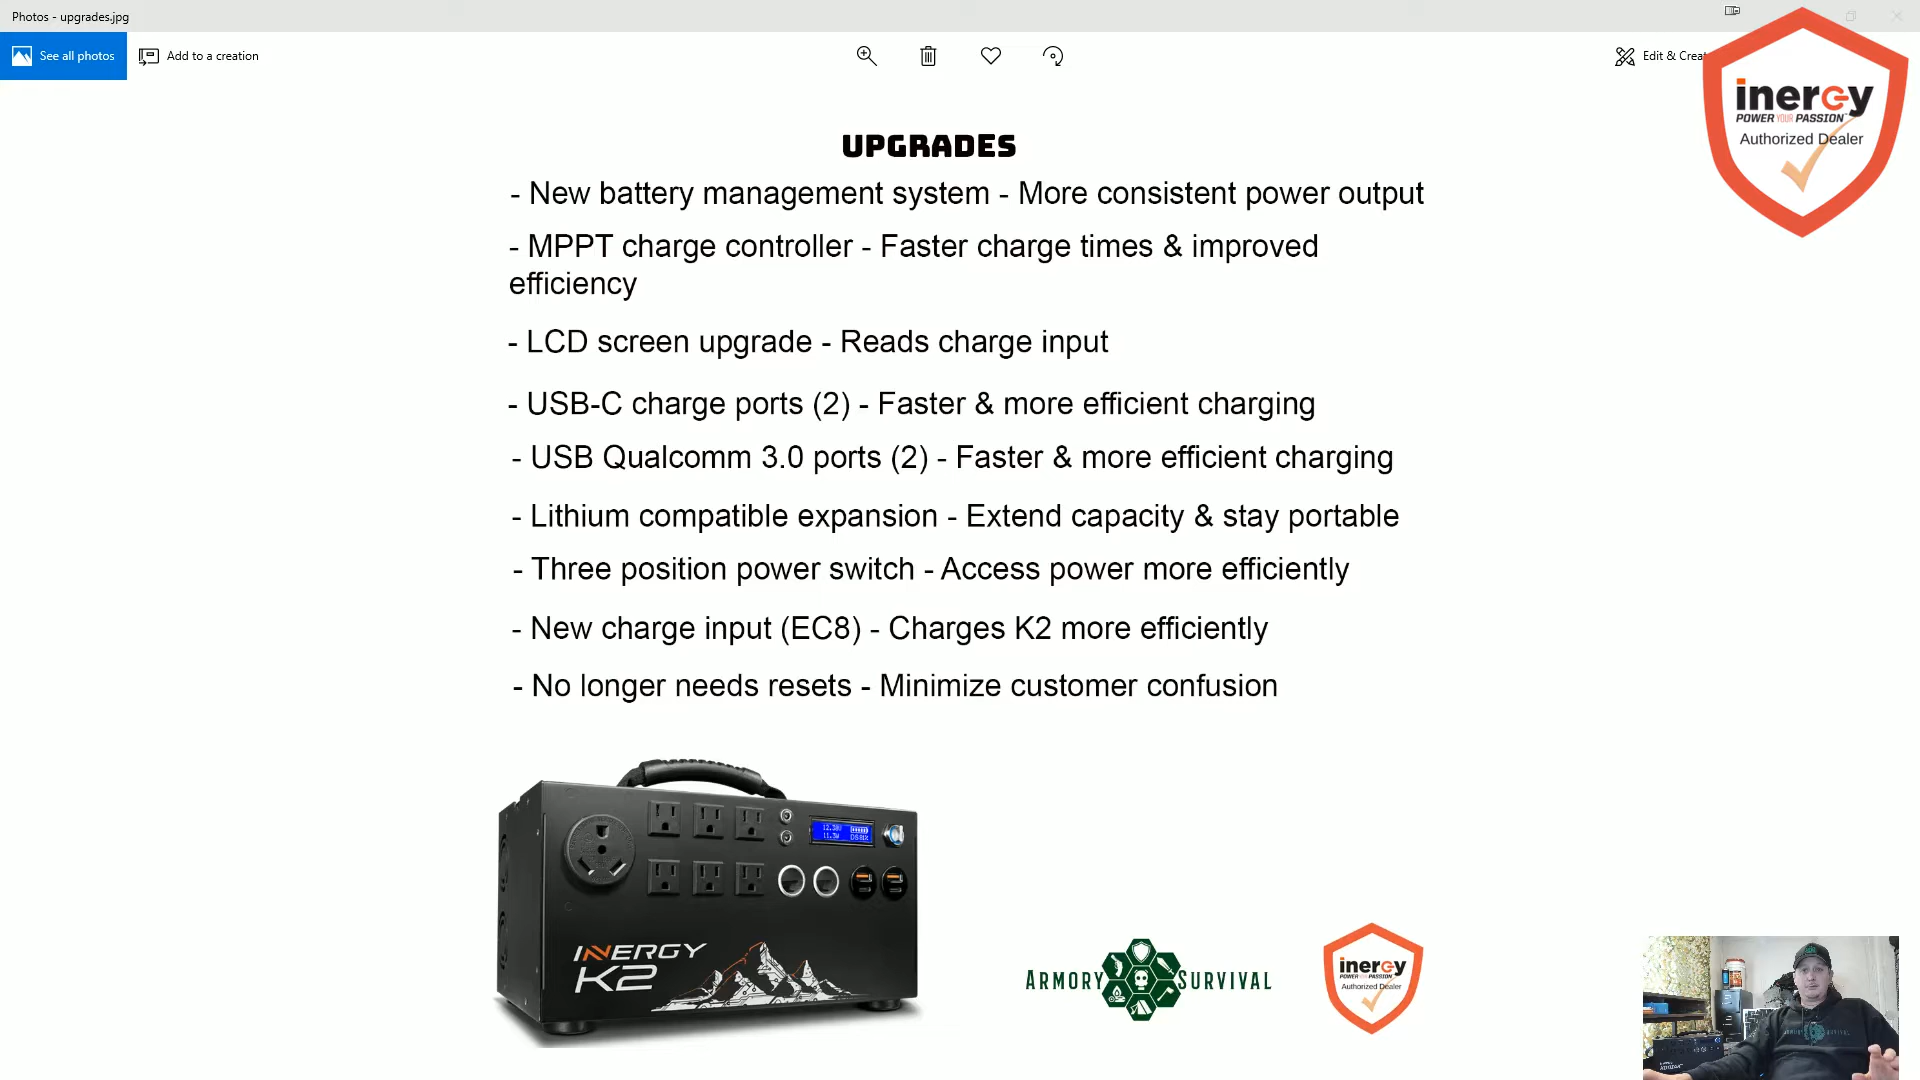 Photos - upgrades.jpg
See all photos
Add to a creation
Edit & Creat
inergy
POWER YOUR PASSION
Authorized Dealer
UPGRADES
- New battery management system - More consistent power output
- MPPT charge controller - Faster charge times & improved
efficiency
- LCD screen upgrade - Reads charge input
- USB-C charge ports (2) - Faster & more efficient charging
- USB Qualcomm 3.0 ports (2) - Faster & more efficient charging
- Lithium compatible expansion - Extend capacity & stay portable
- Three position power switch - Access power more efficiently
- New charge input (EC8) - Charges K2 more efficiently
- No longer needs resets - Minimize customer confusion
INERGY
K2
ARMORY SURVIVAL
inergy
POWER YOUR PASSION
Authorized Dealer